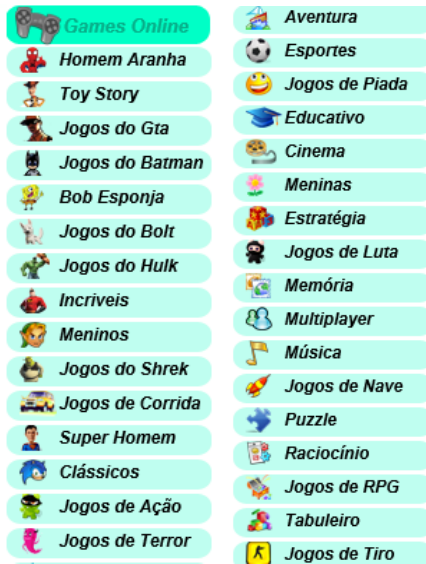 Games Online
Homem Aranha
Toy Story
Jogos do Gta
Jogos do Batman
Bob Esponja
Jogos do Bolt
Jogos do Hulk
Incriveis
Meninos
Jogos do Shrek
Jogos de Corrida
Super Homem
Clássicos
Jogos de Ação
Jogos de Terror
Aventura
Esportes
Jogos de Piada
Educativo
Cinema
Meninas
Estratégia
Jogos de Luta
Memória
Multiplayer
Música
Jogos de Nave
Puzzle
Raciocínio
Jogos de RPG
Tabuleiro
Jogos de Tiro